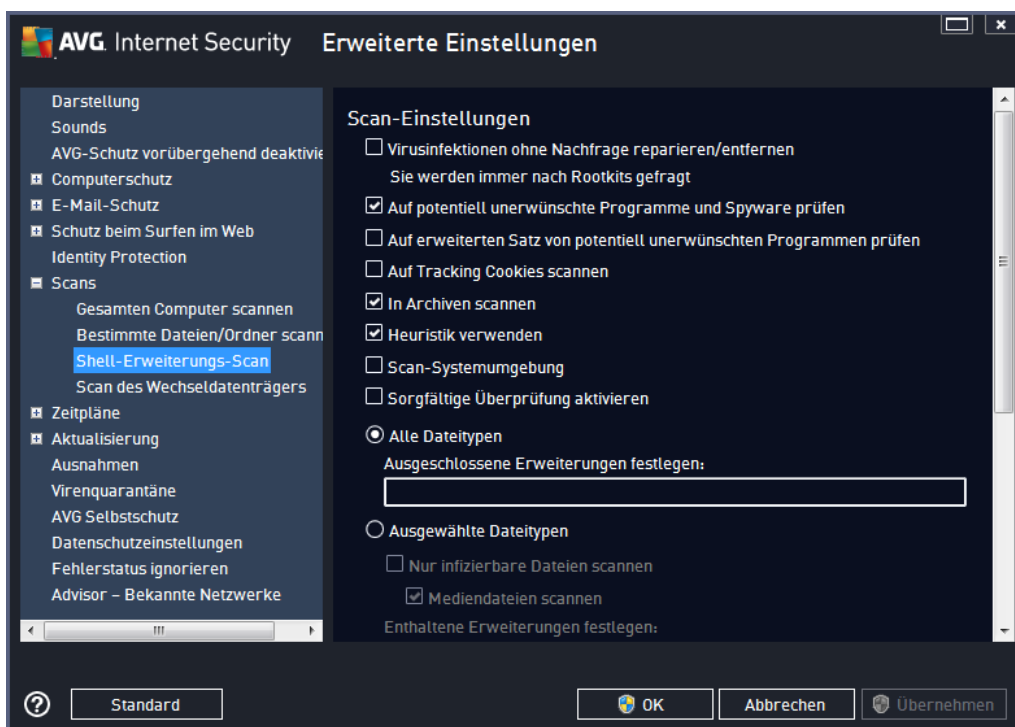 AVG. Internet Security Erweiterte Einstellungen
Darstellung
Sounds
AVG-Schutz vorübergehend deaktivie
Computerschutz
E-Mail-Schutz
Schutz beim Surfen im Web
Identity Protection
Scans
Gesamten Computer scannen
Bestimmte Dateien/Ordner scann
Shell-Erweiterungs-Scan
Scan des Wechseldatenträgers
Zeitpläne
Aktualisierung
Ausnahmen
Virenquarantäne
AVG Selbstschutz
Datenschutzeinstellungen
Fehlerstatus ignorieren
Advisor – Bekannte Netzwerke
Scan-Einstellungen
Virusinfektionen ohne Nachfrage reparieren/entfernen
Sie werden immer nach Rootkits gefragt
Auf potentiell unerwünschte Programme und Spyware prüfen
Auf erweiterten Satz von potentiell unerwünschten Programmen prüfen
Auf Tracking Cookies scannen
In Archiven scannen
Heuristik verwenden
Scan-Systemumgebung
Sorgfältige Überprüfung aktivieren
Alle Dateitypen
Ausgeschlossene Erweiterungen festlegen:
Ausgewählte Dateitypen
Nur infizierbare Dateien scannen
Mediendateien scannen
Enthaltene Erweiterungen festlegen:
? Standard OK Abbrechen Übernehmen